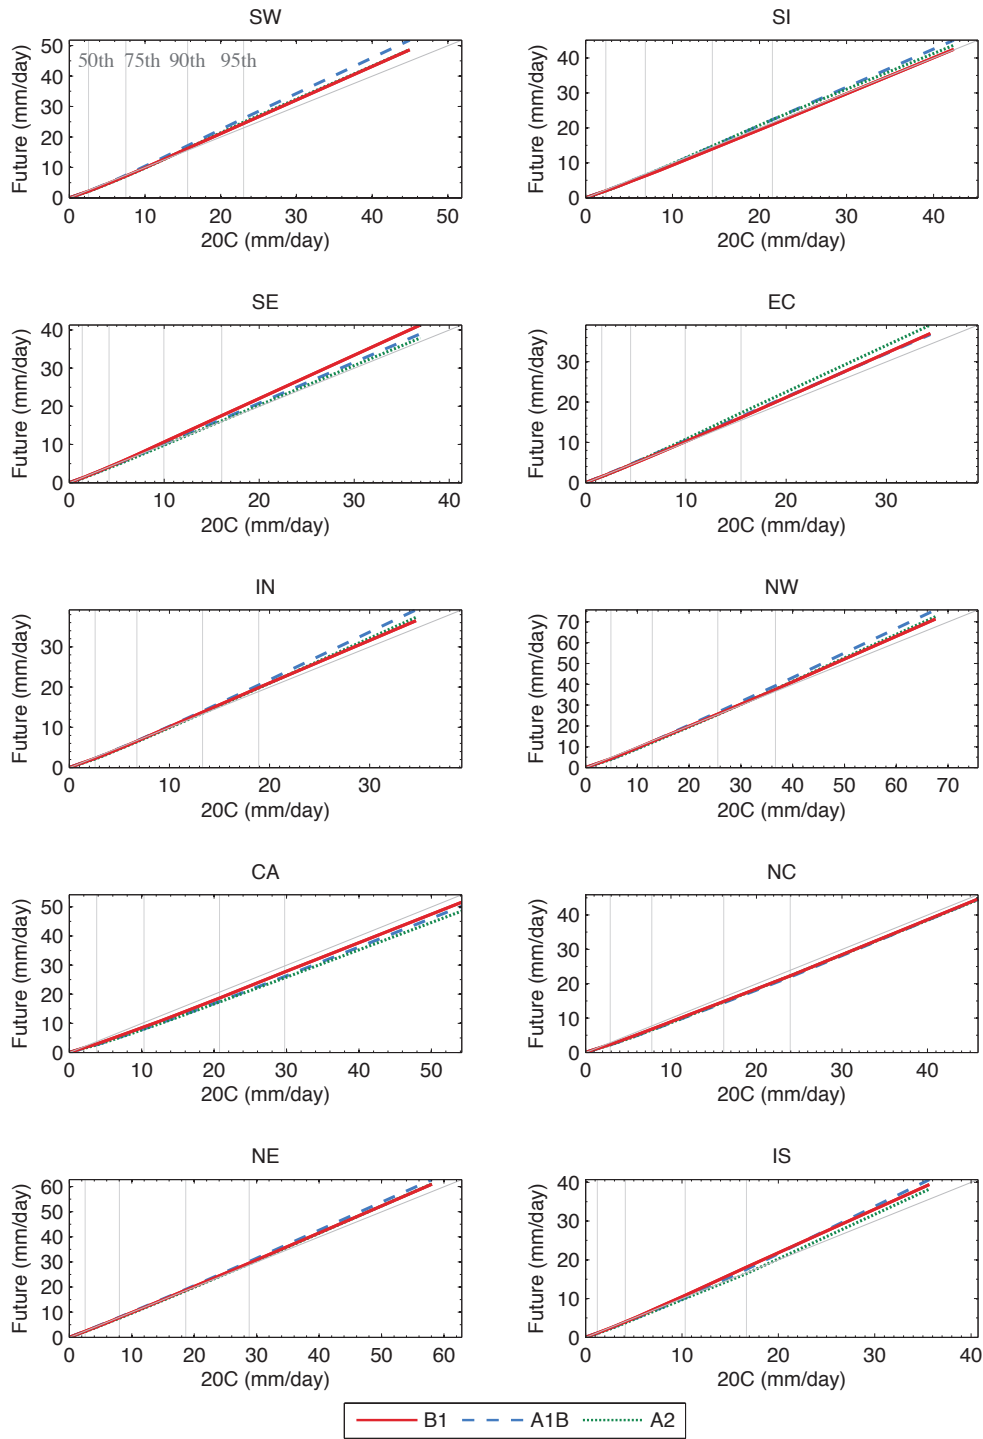 SW
50th 75th 90th 95th
Future (mm/day)
0 10 20 30 40 50
0 10 20 30 40 50
20C (mm/day)
SI
Future (mm/day)
0 10 20 30 40
0 10 20 30 40
20C (mm/day)
SE
Future (mm/day)
0 10 20 30 40
0 10 20 30 40
20C (mm/day)
EC
Future (mm/day)
0 10 20 30
0 10 20 30
20C (mm/day)
IN
Future (mm/day)
0 10 20 30
0 10 20 30
20C (mm/day)
NW
Future (mm/day)
0 10 20 30 40 50 60 70
0 10 20 30 40 50 60 70
20C (mm/day)
CA
Future (mm/day)
0 10 20 30 40 50
0 10 20 30 40 50
20C (mm/day)
NC
Future (mm/day)
0 10 20 30 40
0 10 20 30 40
20C (mm/day)
NE
Future (mm/day)
0 10 20 30 40 50 60
0 10 20 30 40 50 60
20C (mm/day)
IS
Future (mm/day)
0 10 20 30 40
0 10 20 30 40
20C (mm/day)
B1 A1B A2